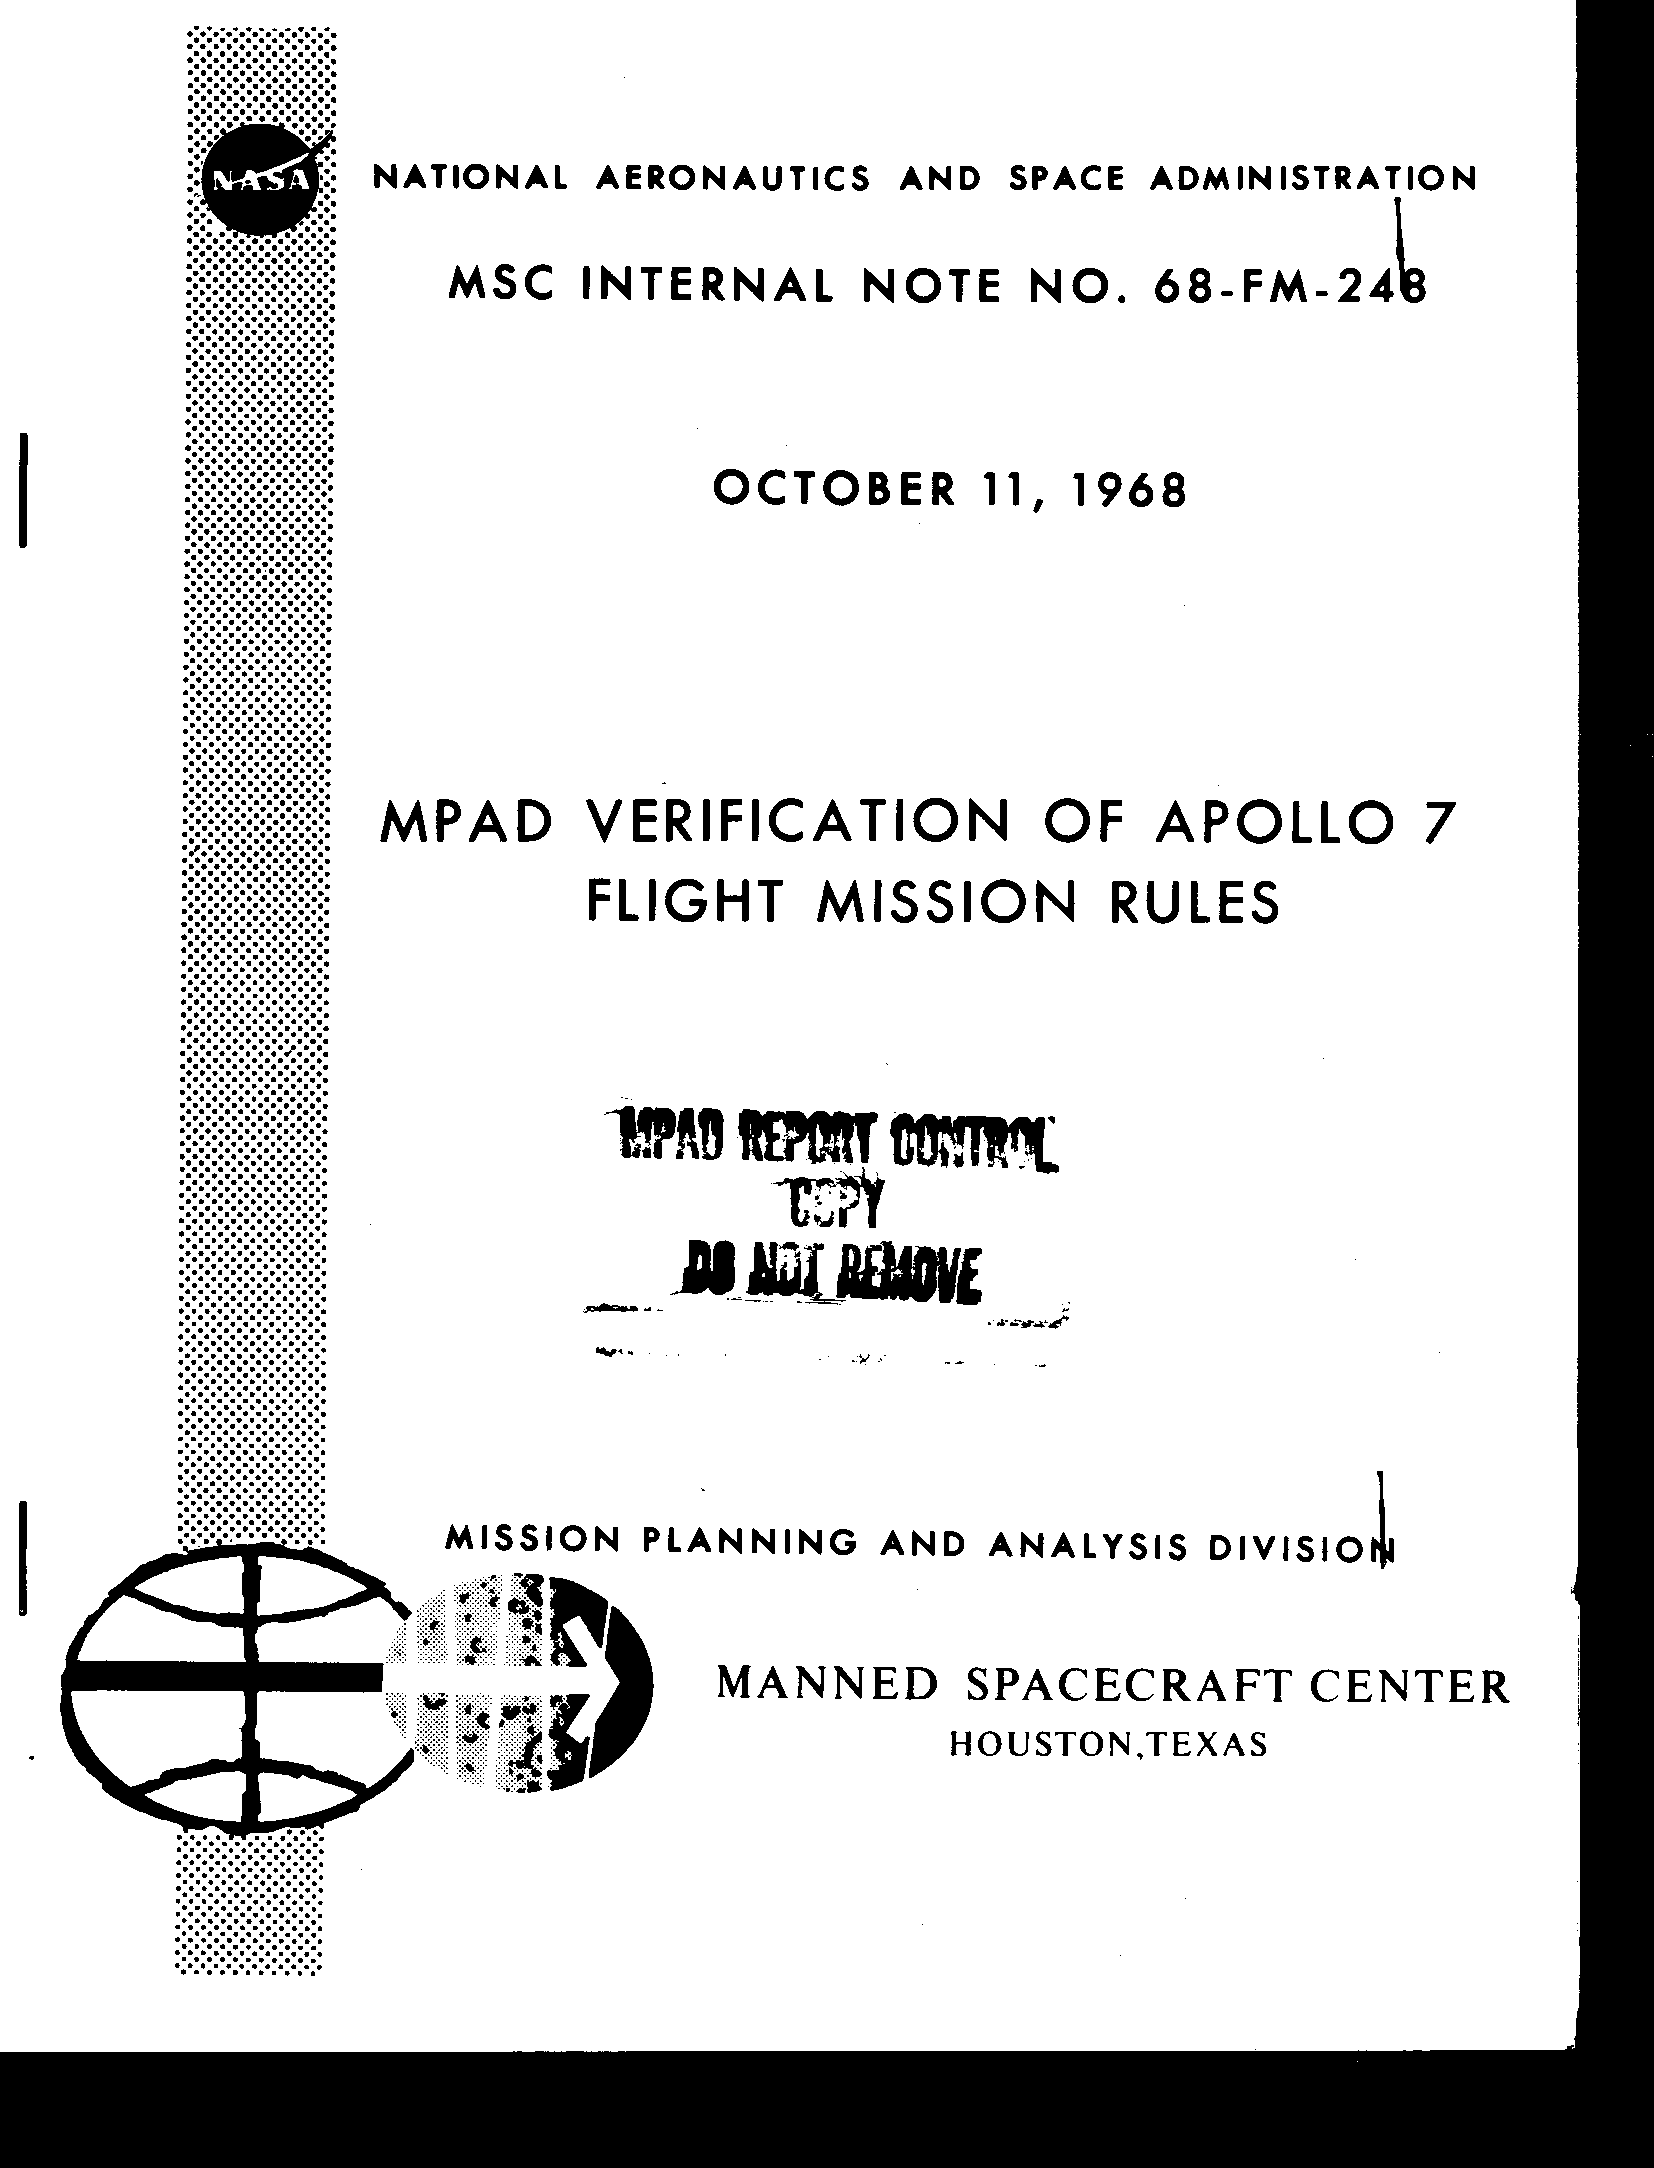 NASA
NATIONAL AERONAUTICS AND SPACE ADMINISTRATION
MSC INTERNAL NOTE NO. 68-FM-248
OCTOBER 11, 1968
MPAD VERIFICATION OF APOLLO 7
FLIGHT MISSION RULES
MPAD REPORT CONTROL
COPY
DO NOT REMOVE
MISSION PLANNING AND ANALYSIS DIVISION
MANNED SPACECRAFT CENTER
HOUSTON,TEXAS